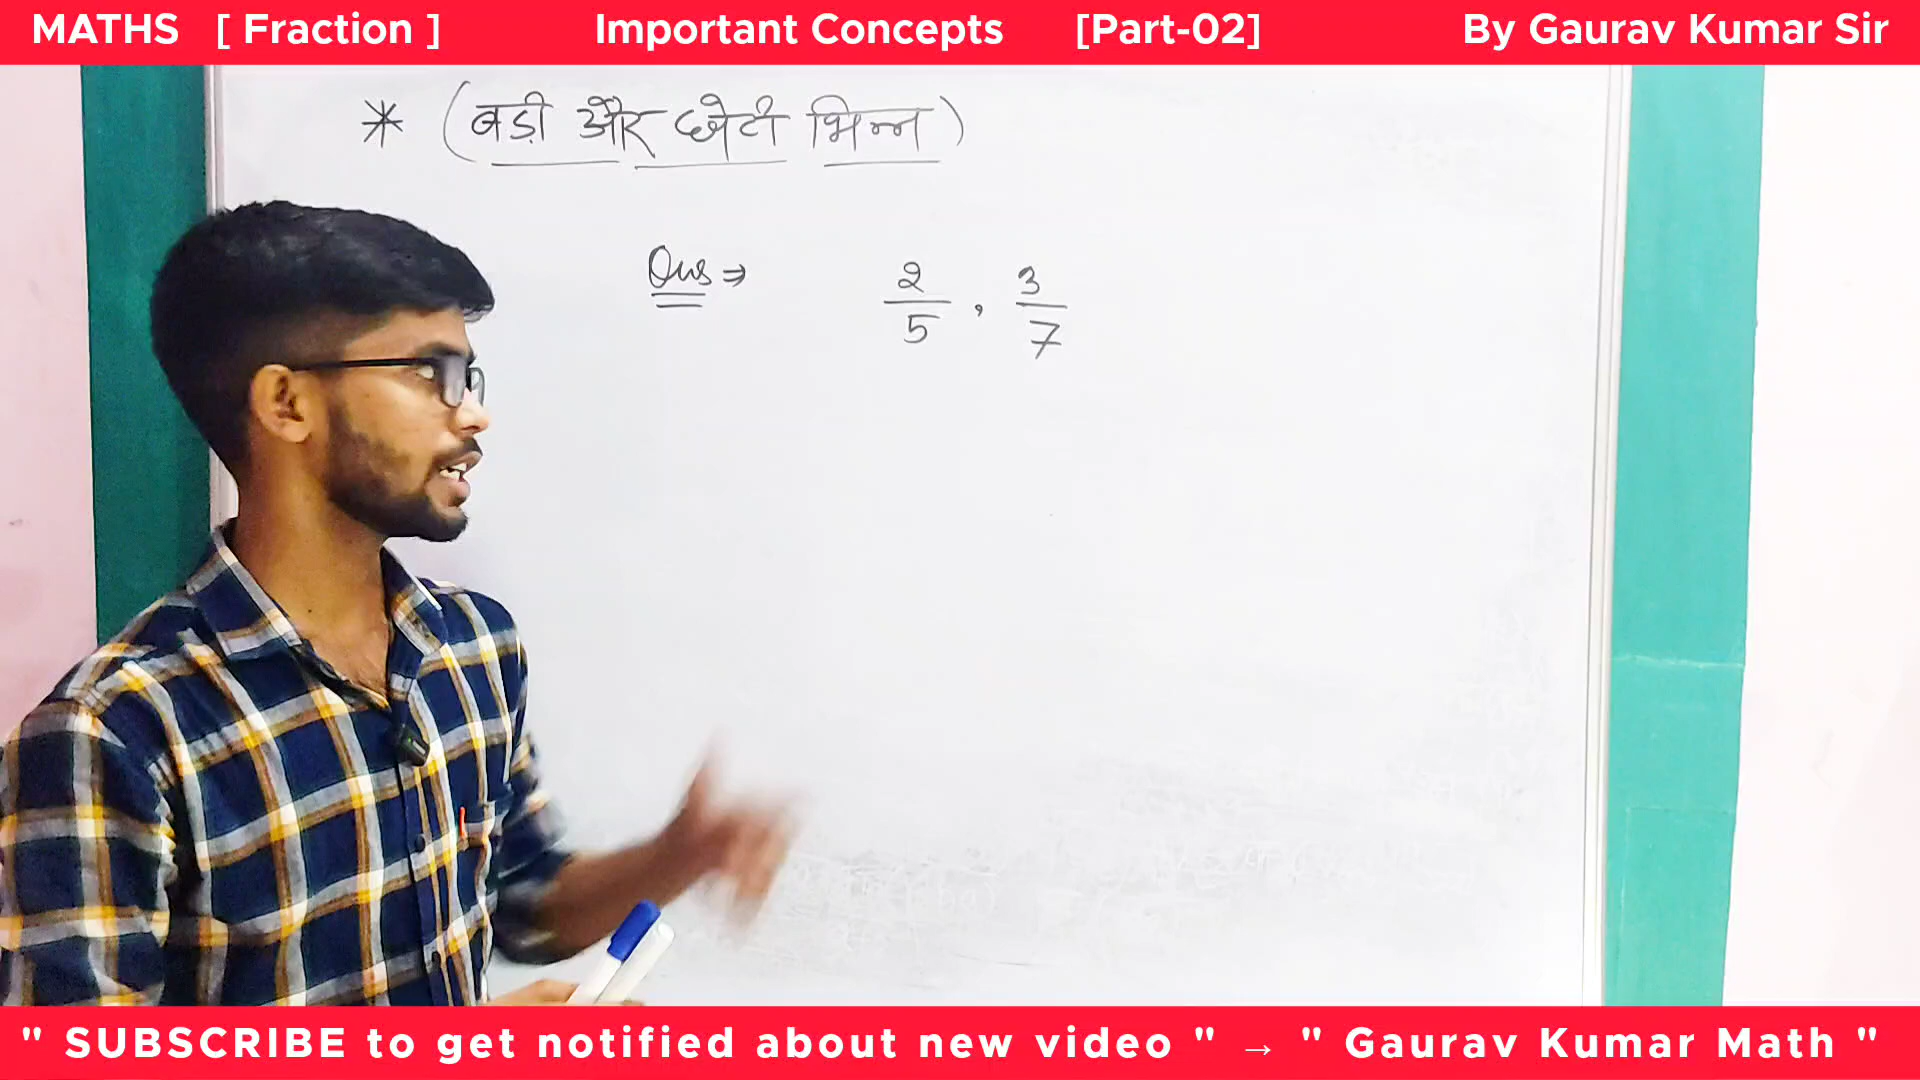 MATHS [ Fraction ] Important Concepts [Part-02] By Gaurav Kumar Sir
* (बड़ी और छोटी भिन्न)
Ques ⇒ 2/5 , 3/7
" SUBSCRIBE to get notified about new video " → " Gaurav Kumar Math "